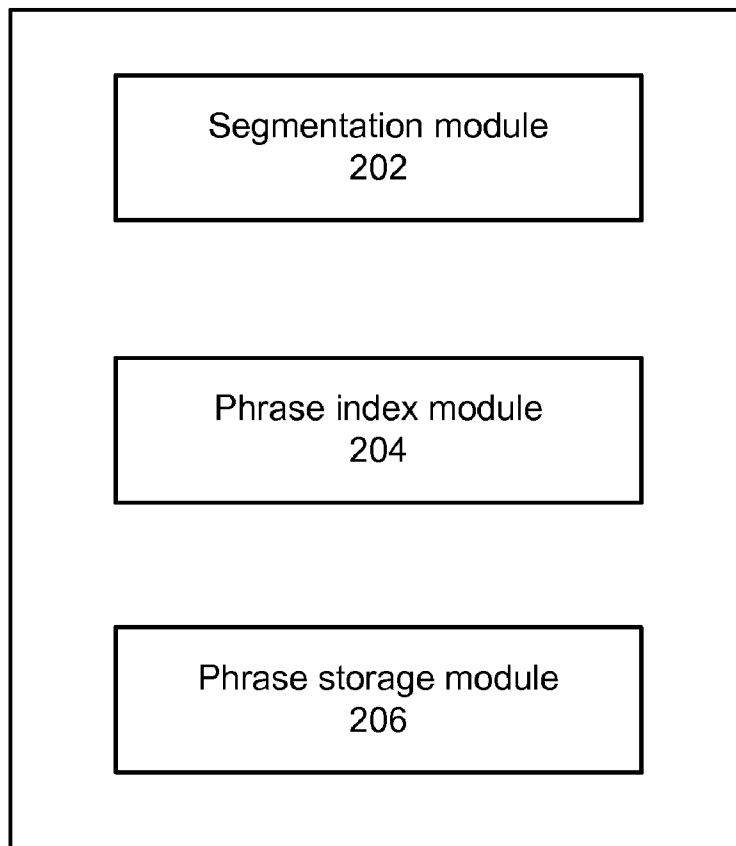 Segmentation module
202
Phrase index module
204
Phrase storage module
206